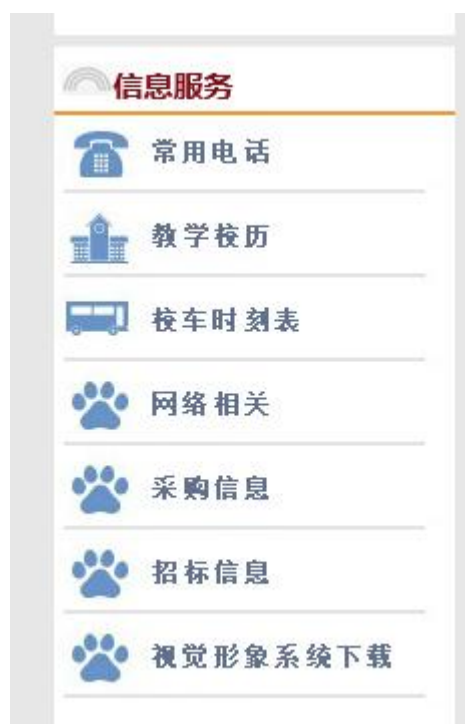 信息服务
常用电话
教学校历
校车时刻表
网络相关
采购信息
招标信息
视觉形象系统下载